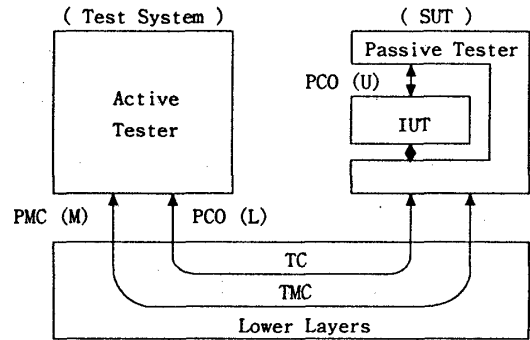 ( Test System )
( SUT )
Passive Tester
PCO (U)
Active
Tester
IUT
PMC (M)
PCO (L)
TC
TMC
Lower Layers